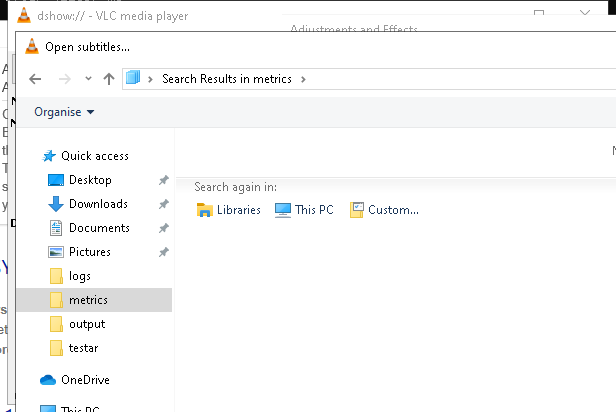 dshow:// - VLC media player
Adjustments and Effects
Open subtitles...
Search Results in metrics
Organise
Quick access
Search again in:
Desktop
Libraries This PC Custom...
Downloads
Documents
Pictures
logs
metrics
output
testar
OneDrive
This PC